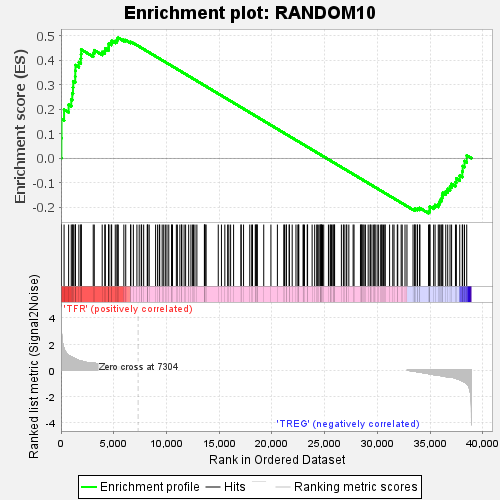 Enrichment plot: RANDOM10
Enrichment score (ES)
0.5
0.4
0.3
0.2
0.1
0.0
-0.1
-0.2
Ranked list metric (Signal2Noise)
4
2
0
-2
-4
'TFR' (positively correlated)
Zero cross at 7304
'TREG' (negatively correlated)
0
5,000
10,000
15,000
20,000
25,000
30,000
35,000
40,000
Rank in Ordered Dataset
Enrichment profile
Hits
Ranking metric scores